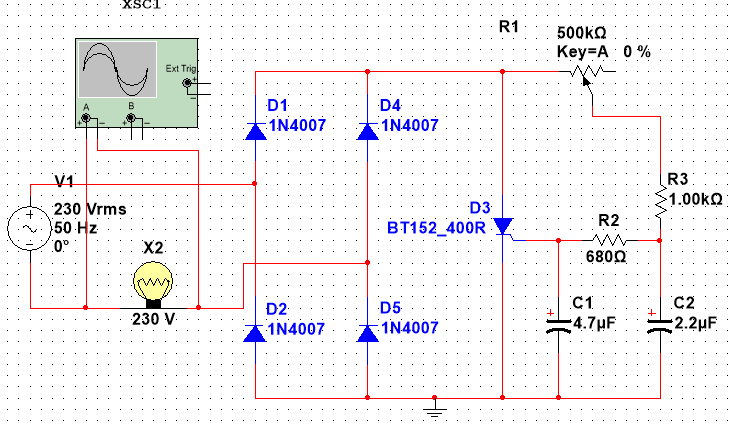 XSC1
Ext Trig
+
−
A
B
+ −
+ −
R1
500kΩ
Key=A 0 %
D1
1N4007
D4
1N4007
V1
230 Vrms
50 Hz
0°
+
−
R3
1.00kΩ
D3
BT152_400R
R2
680Ω
X2
230 V
D2
1N4007
D5
1N4007
+
C1
4.7µF
+
C2
2.2µF